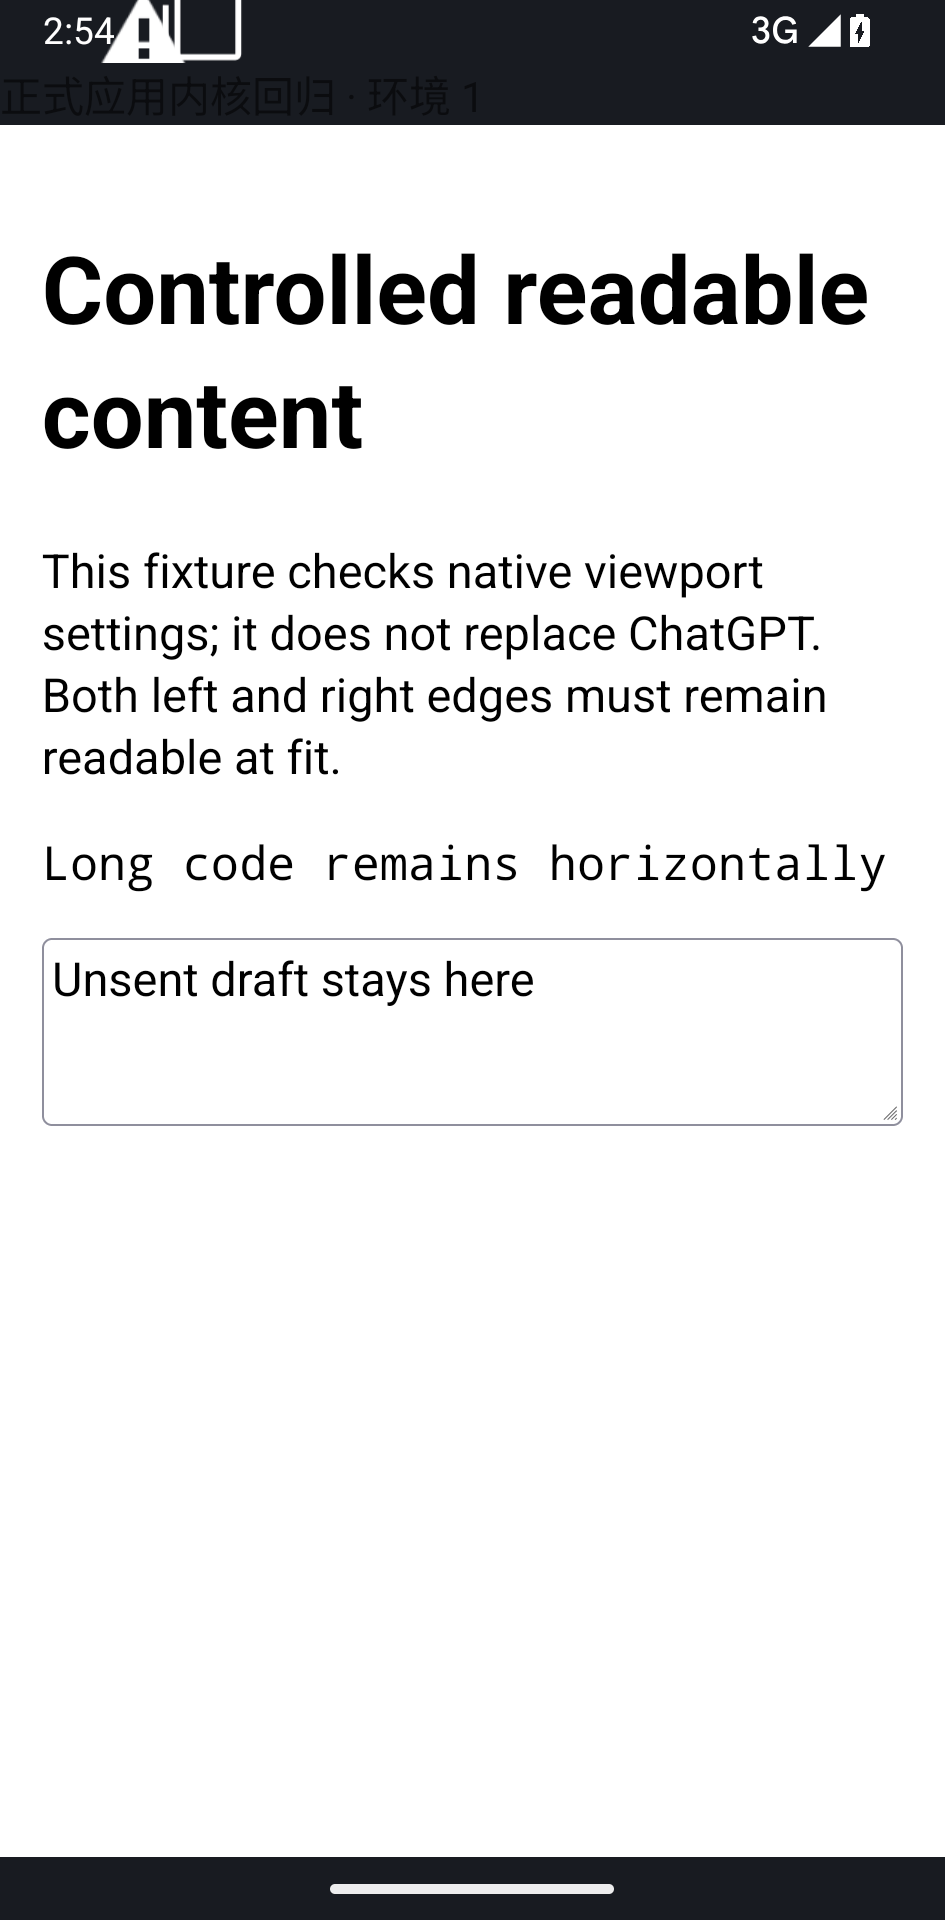 2:54
3G
正式应用内核回归 · 环境 1
Controlled readable
content
This fixture checks native viewport
settings; it does not replace ChatGPT.
Both left and right edges must remain
readable at fit.
Long code remains horizontally
Unsent draft stays here